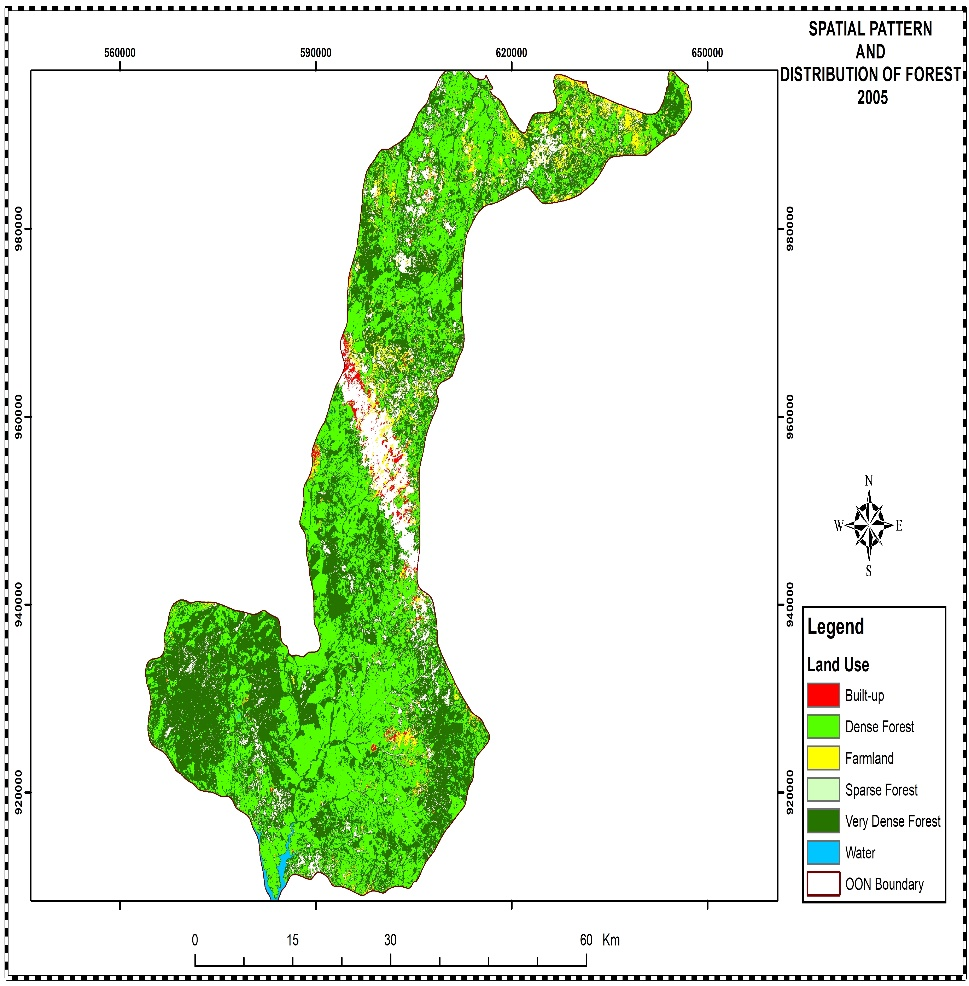 SPATIAL PATTERN
AND
DISTRIBUTION OF FOREST
2005
560000 590000 620000 650000
980000 980000
960000 960000
940000 940000
920000 920000
N
W E
S
Legend
Land Use
Built-up
Dense Forest
Farmland
Sparse Forest
Very Dense Forest
Water
OON Boundary
0 15 30 60 Km